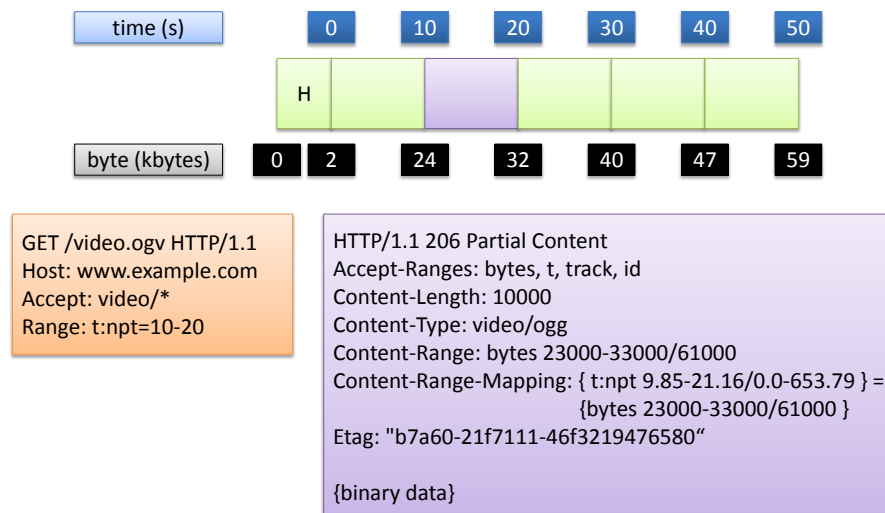 time (s) 0 10 20 30 40 50
H
byte (kbytes) 0 2 24 32 40 47 59
GET /video.ogv HTTP/1.1
Host: www.example.com
Accept: video/*
Range: t:npt=10-20
HTTP/1.1 206 Partial Content
Accept-Ranges: bytes, t, track, id
Content-Length: 10000
Content-Type: video/ogg
Content-Range: bytes 23000-33000/61000
Content-Range-Mapping: { t:npt 9.85-21.16/0.0-653.79 } =
{bytes 23000-33000/61000 }
Etag: "b7a60-21f7111-46f3219476580“
{binary data}